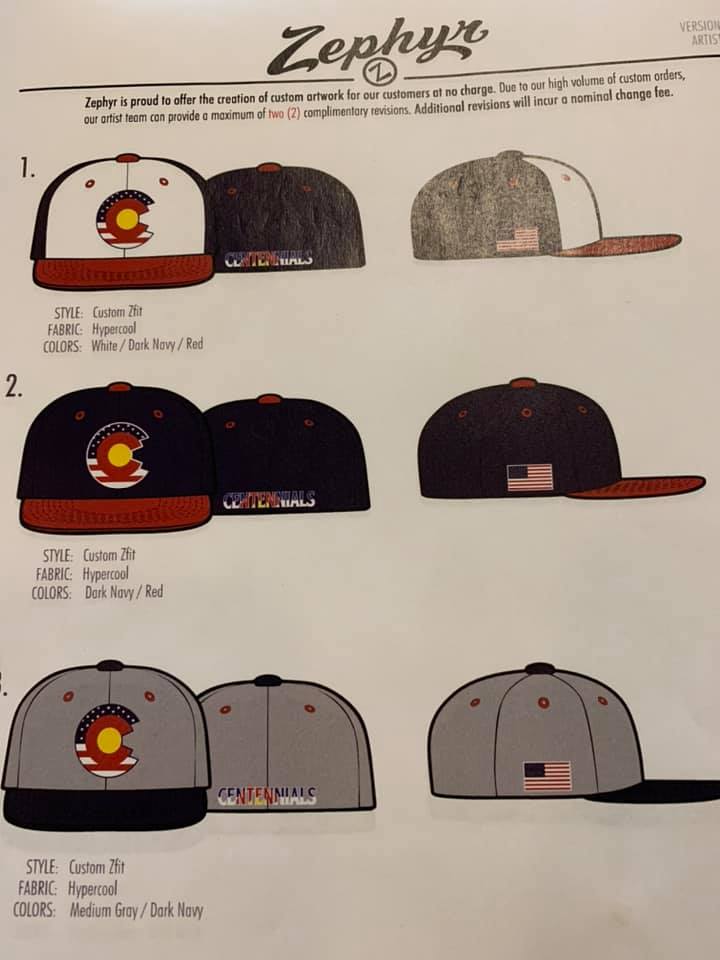 Zephyr
Z
VERSION
ARTIS
Zephyr is proud to offer the creation of custom artwork for our customers at no charge. Due to our high volume of custom orders,
our artist team can provide a maximum of two (2) complimentary revisions. Additional revisions will incur a nominal change fee.
1.
C
CENTENNIALS
STYLE: Custom Zfit
FABRIC: Hypercool
COLORS: White / Dark Navy / Red
2.
C
CENTENNIALS
STYLE: Custom Zfit
FABRIC: Hypercool
COLORS: Dark Navy / Red
C
CENTENNIALS
STYLE: Custom Zfit
FABRIC: Hypercool
COLORS: Medium Gray / Dark Navy